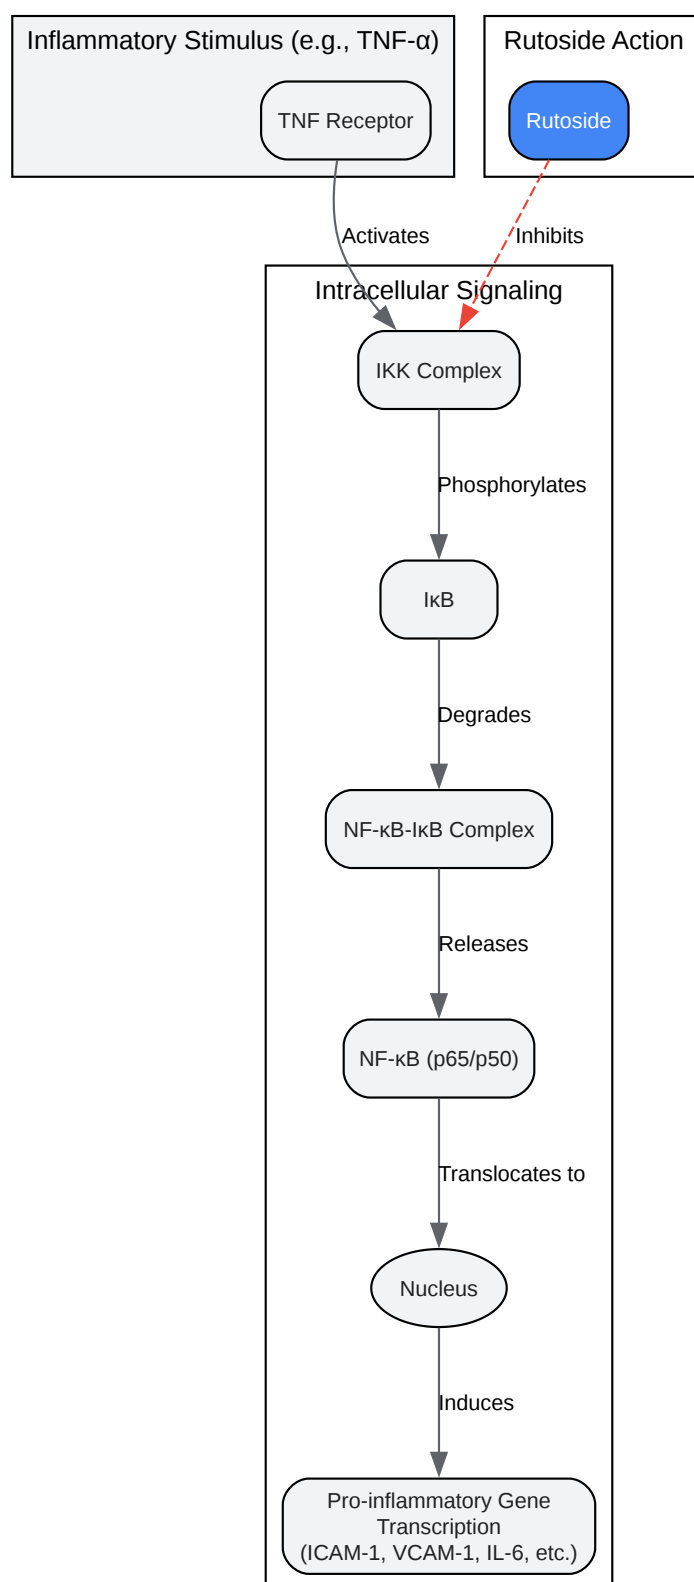 Inflammatory Stimulus (e.g., TNF-α)
Rutoside Action
TNF Receptor
Rutoside
Activates
Inhibits
Intracellular Signaling
IKK Complex
Phosphorylates
IκB
Degrades
NF-κB-IκB Complex
Releases
NF-κB (p65/p50)
Translocates to
Nucleus
Induces
Pro-inflammatory Gene
Transcription
(ICAM-1, VCAM-1, IL-6, etc.)